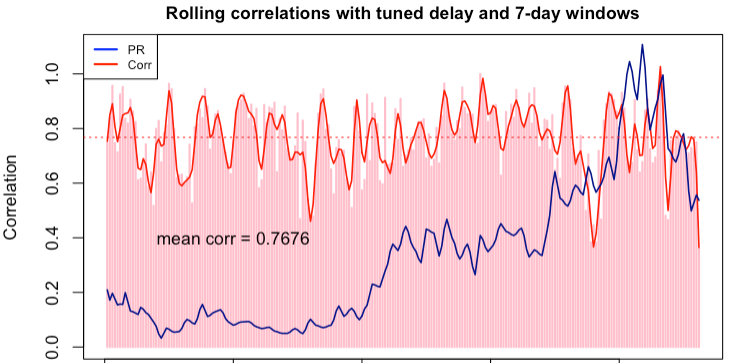 Rolling correlations with tuned delay and 7-day windows
PR
Corr
1.0
0.8
0.6
0.4
0.2
0.0
Correlation
mean corr = 0.7676